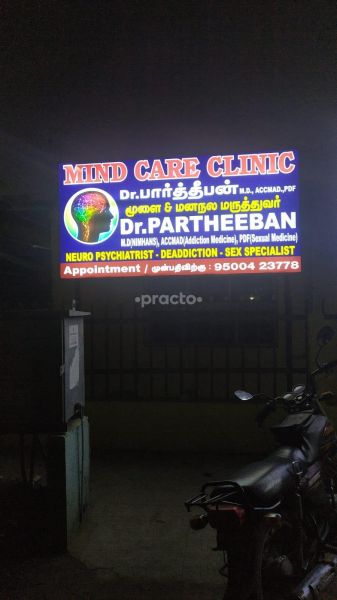 MIND CARE CLINIC
Dr.பார்த்தீபன் M.D., ACCMAD.,PDF
மூளை & மனநல மருத்துவர்
Dr.PARTHEEBAN
M.D(NIMHANS), ACCMAD(Addiction Medicine), PDF(Sexual Medicine)
NEURO PSYCHIATRIST - DEADDICTION - SEX SPECIALIST
Appointment / முன்பதிவிற்கு : 95004 23778
•practo•